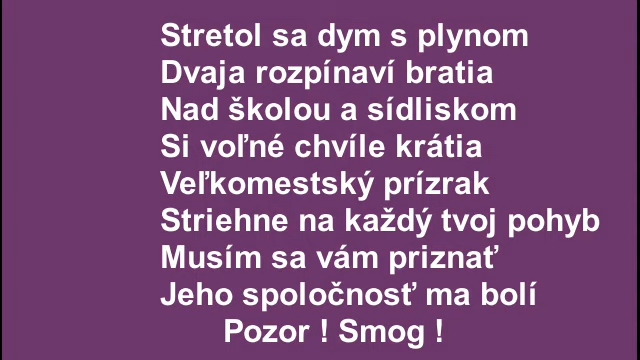 Stretol sa dym s plynom
Dvaja rozpínaví bratia
Nad školou a sídliskom
Si voľné chvíle krátia
Veľkomestský prízrak
Striehne na každý tvoj pohyb
Musím sa vám priznať
Jeho spoločnosť ma bolí
Pozor ! Smog !